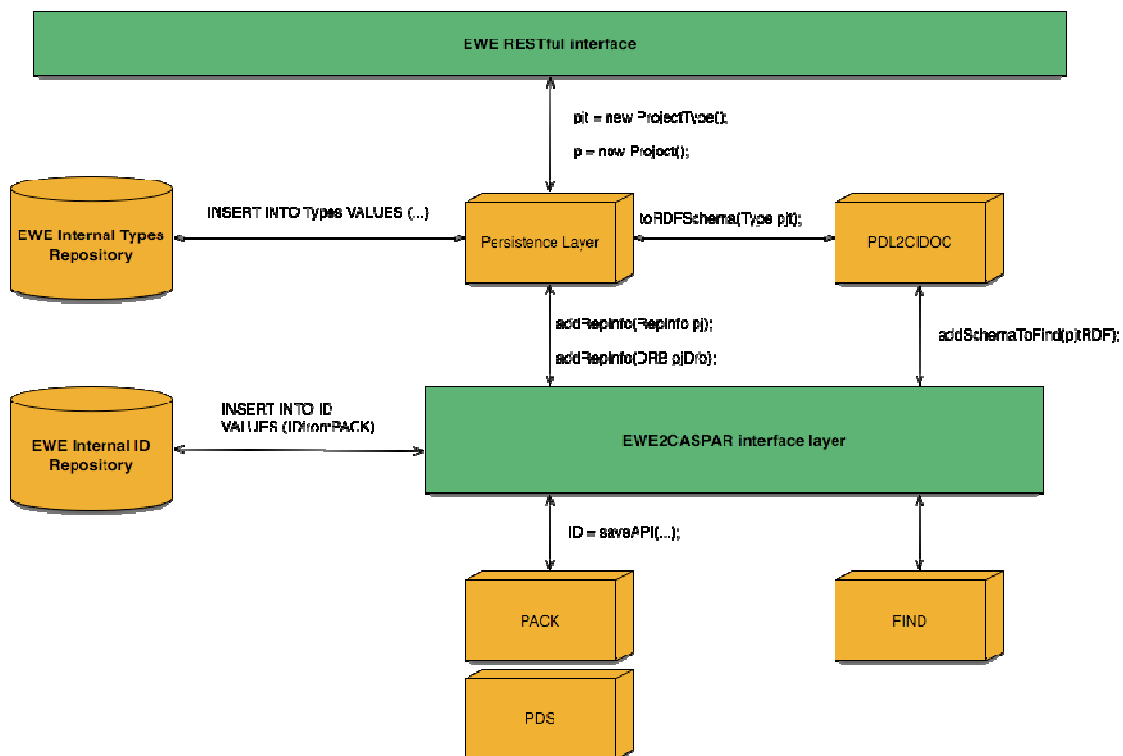 EWE RESTful interface
pjt = new ProjectType();
p = new Project();
INSERT INTO Types VALUES (...)
toRDFSchema(Type pjt);
EWE Internal Types
Repository
Persistence Layer
PDL2CIDOC
addRepInfo(RepInfo pj);
addRepInfo(DRB pjDrb);
addSchemaToFind(pjtRDF);
INSERT INTO ID
VALUES (IDfromPACK)
EWE Internal ID
Repository
EWE2CASPAR interface layer
ID = saveAPI(...);
PACK
FIND
PDS